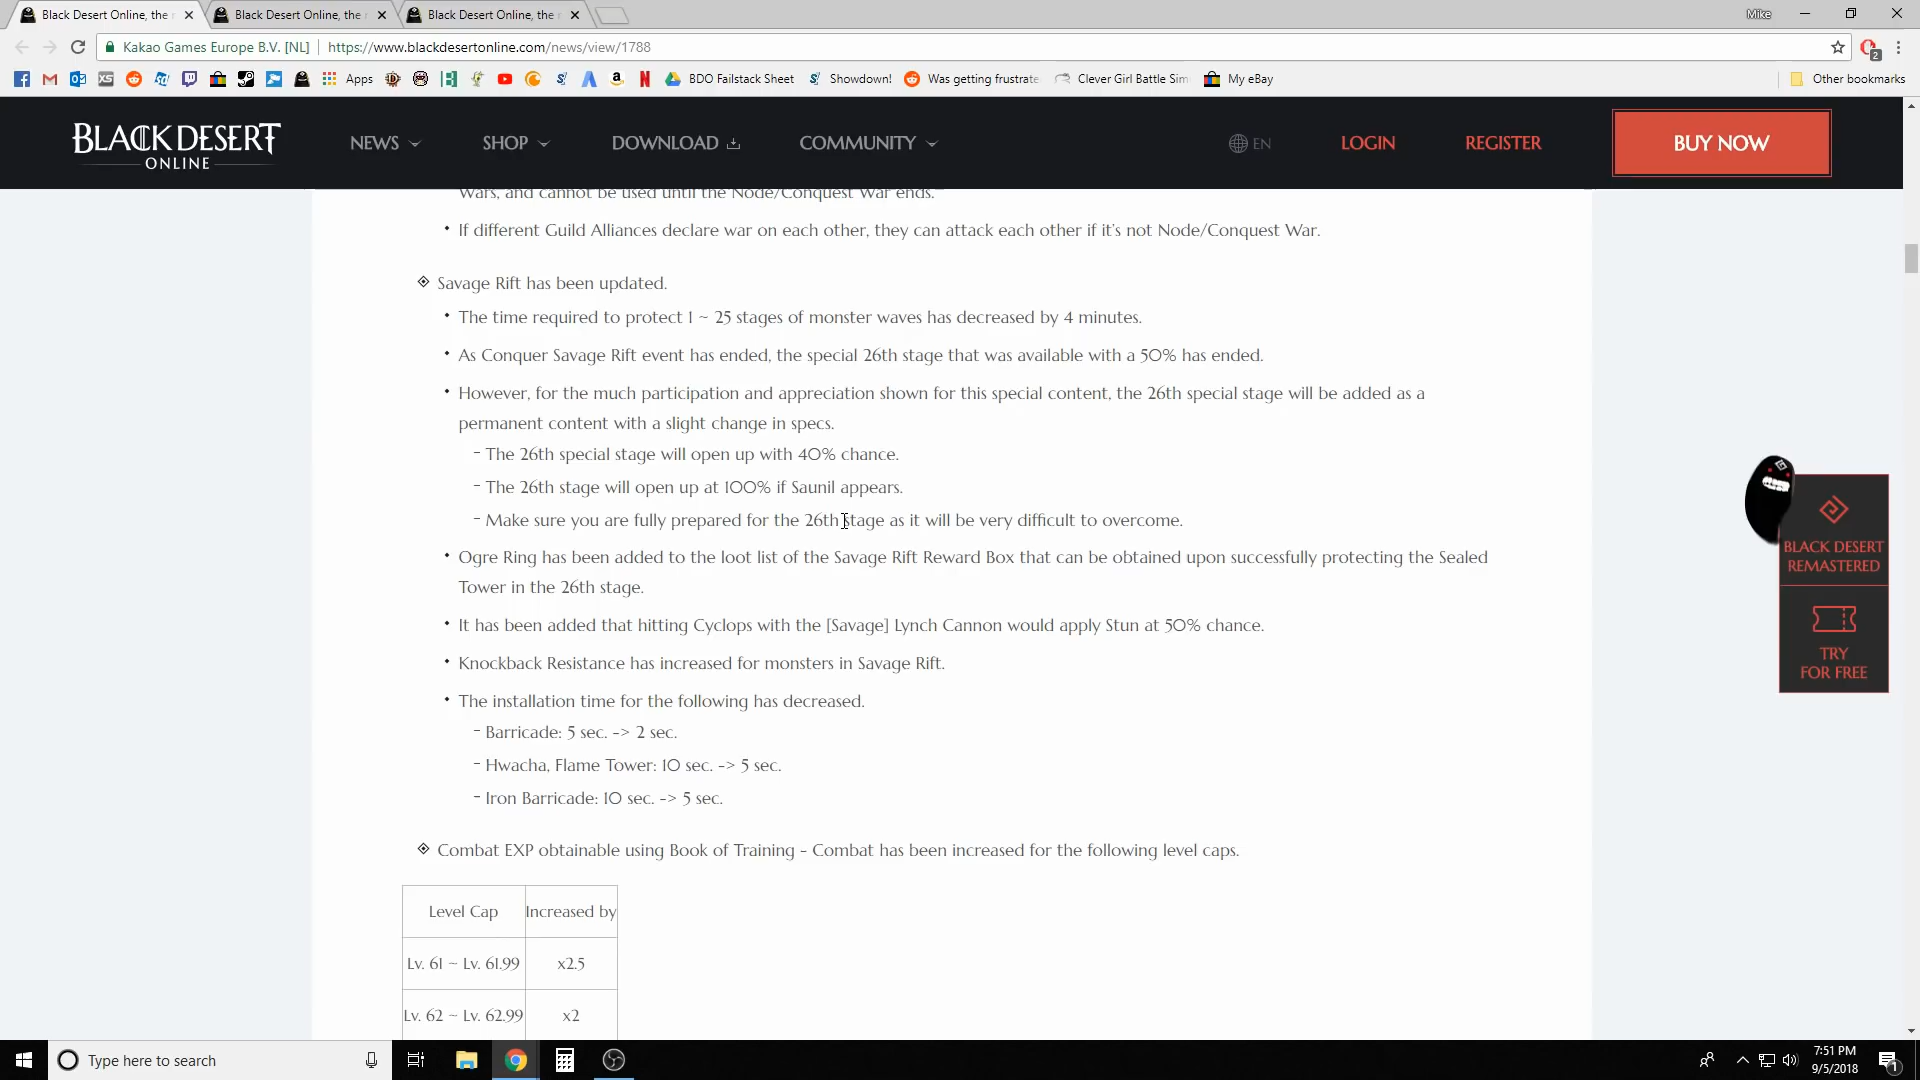 Black Desert Online, the r
Black Desert Online, the r
Black Desert Online, the r
Mike
Kakao Games Europe B.V. [NL] | https://www.blackdesertonline.com/news/view/1788
2
Apps
BDO Failstack Sheet
Showdown!
Was getting frustrate
Clever Girl Battle Sim
My eBay
Other bookmarks
BLACK DESERT
ONLINE
NEWS
SHOP
DOWNLOAD
COMMUNITY
EN
LOGIN
REGISTER
BUY NOW
Wars, and cannot be used until the Node/Conquest War ends.
• If different Guild Alliances declare war on each other, they can attack each other if it's not Node/Conquest War.
Savage Rift has been updated.
• The time required to protect 1 ~ 25 stages of monster waves has decreased by 4 minutes.
• As Conquer Savage Rift event has ended, the special 26th stage that was available with a 50% has ended.
• However, for the much participation and appreciation shown for this special content, the 26th special stage will be added as a
permanent content with a slight change in specs.
- The 26th special stage will open up with 40% chance.
- The 26th stage will open up at 100% if Saunil appears.
- Make sure you are fully prepared for the 26th stage as it will be very difficult to overcome.
• Ogre Ring has been added to the loot list of the Savage Rift Reward Box that can be obtained upon successfully protecting the Sealed
Tower in the 26th stage.
• It has been added that hitting Cyclops with the [Savage] Lynch Cannon would apply Stun at 50% chance.
• Knockback Resistance has increased for monsters in Savage Rift.
• The installation time for the following has decreased.
- Barricade: 5 sec. -> 2 sec.
- Hwacha, Flame Tower: 10 sec. -> 5 sec.
- Iron Barricade: 10 sec. -> 5 sec.
Combat EXP obtainable using Book of Training - Combat has been increased for the following level caps.
Level Cap
Increased by
Lv. 61 ~ Lv. 61.99
x2.5
Lv. 62 ~ Lv. 62.99
x2
BLACK DESERT
REMASTERED
TRY
FOR FREE
Type here to search
7:51 PM
9/5/2018
1